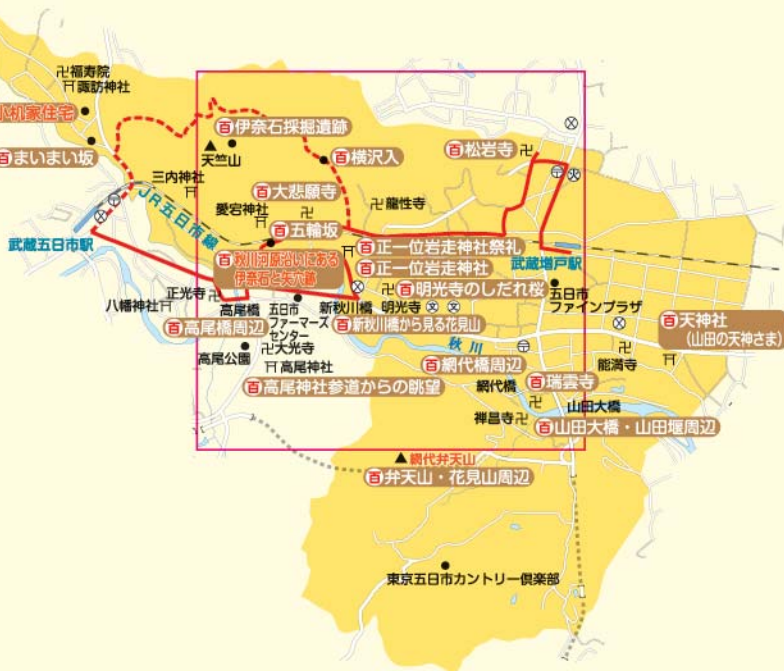 福寿院
諏訪神社
小机家住宅
百まいまい坂
百伊奈石採掘遺跡
天竺山
百横沢入
百松岩寺
三内神社
百大悲願寺
愛宕神社
龍性寺
JR五日市線
百五輪坂
武蔵五日市駅
百秋川河原沿いにある
伊奈石と矢穴跡
百正一位岩走神社祭礼
百正一位岩走神社
武蔵増戸駅
百明光寺のしだれ桜
五日市
ファインプラザ
正光寺
八幡神社
高尾橋
五日市
ファーマーズ
センター
新秋川橋
明光寺
百天神社
(山田の天神さま)
百高尾橋周辺
百新秋川橋から見る花見山
秋川
能満寺
高尾公園
大光寺
高尾神社
百網代橋周辺
網代橋
百瑞雲寺
百高尾神社参道からの眺望
山田大橋
禅昌寺
百山田大橋・山田堰周辺
網代弁天山
百弁天山・花見山周辺
東京五日市カントリー倶楽部